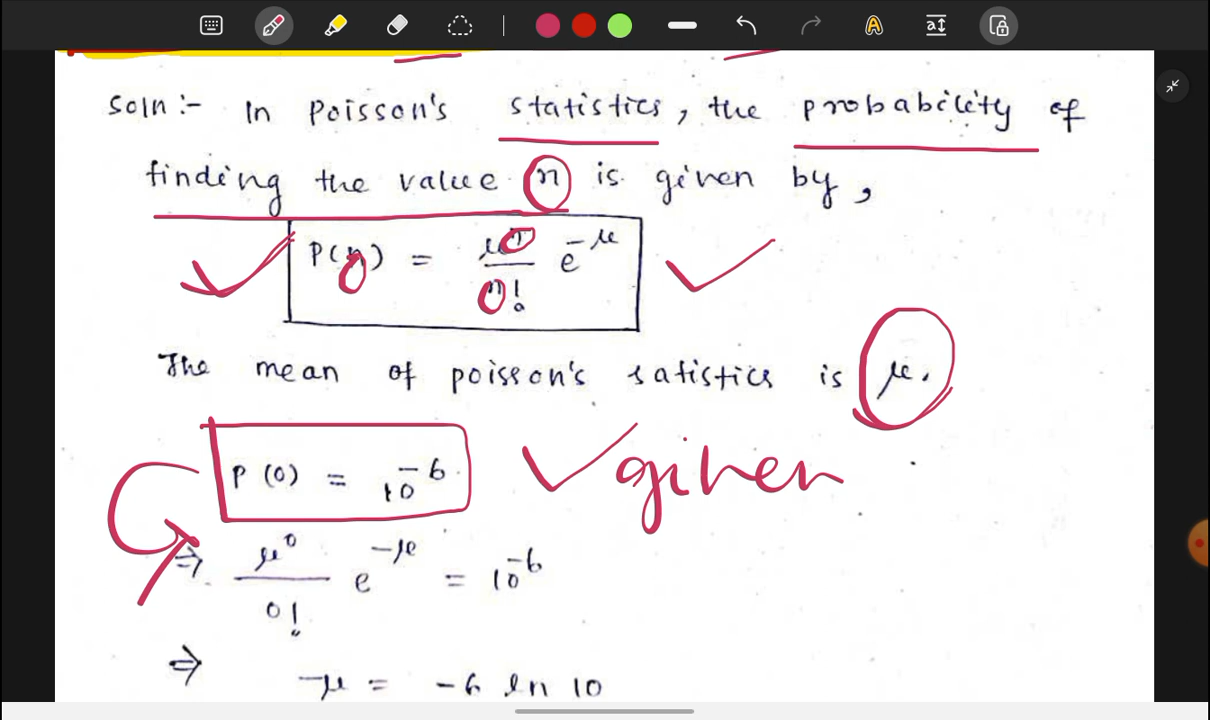 Soln :- In Poisson's statistics, the probability of
finding the value n is given by,
P(n) = μⁿ/n! e^-μ
The mean of poisson's satistics is μ.
P(0) = 10^-6 given
⇒ μ⁰/0! e^-μ = 10^-6
⇒ -μ = -6 ln 10